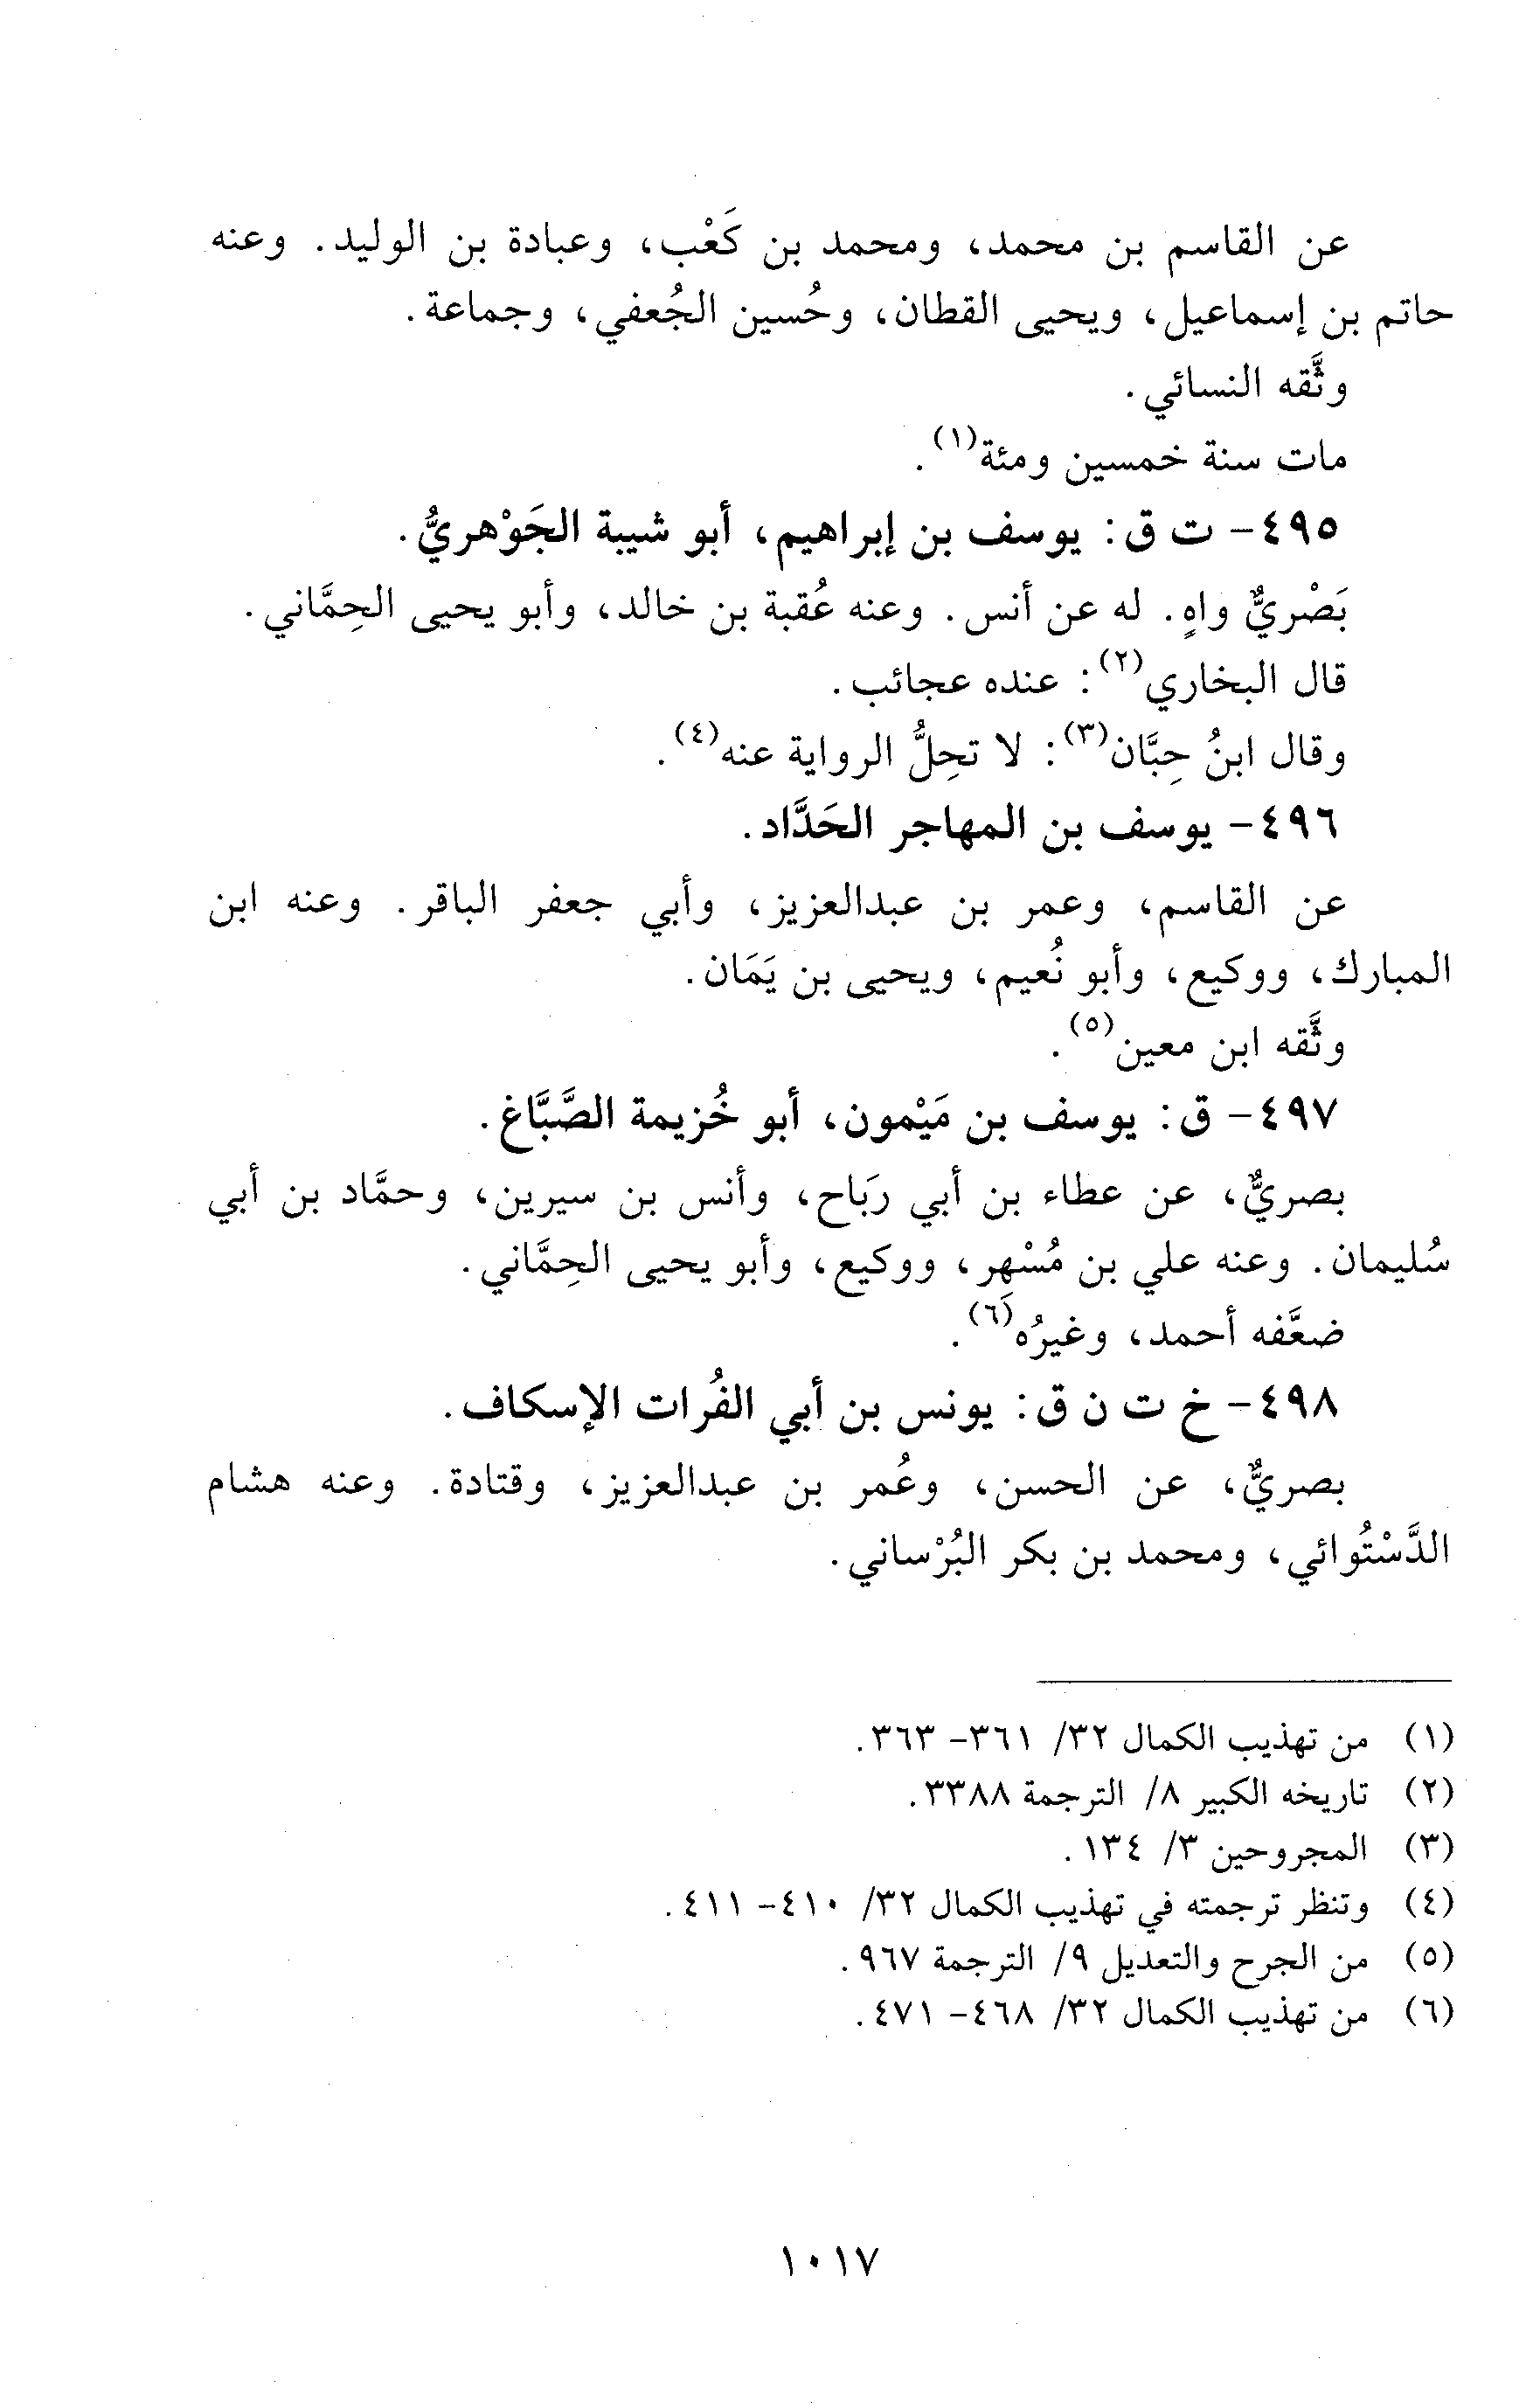 عن القاسم بن محمد، ومحمد بن كَعْب، وعبادة بن الوليد. وعنه
حاتم بن إسماعيل، ويحيى القطان، وحُسين الجُعفي، وجماعة.
وثَّقه النسائي.
مات سنة خمسين ومئة(١).
٤٩٥- ت ق: يوسف بن إبراهيم، أبو شيبة الجَوْهريُّ.
بَصْريٌّ واهٍ. له عن أنس. وعنه عُقبة بن خالد، وأبو يحيى الحِمَّاني.
قال البخاري(٢): عنده عجائب.
وقال ابنُ حِبَّان(٣): لا تحِلُّ الرواية عنه(٤).
٤٩٦- يوسف بن المهاجر الحَدَّاد.
عن القاسم، وعمر بن عبدالعزيز، وأبي جعفر الباقر. وعنه ابن
المبارك، ووكيع، وأبو نُعيم، ويحيى بن يَمَان.
وثَّقه ابن معين(٥).
٤٩٧- ق: يوسف بن مَيْمون، أبو خُزيمة الصَّبَّاغ.
بصريٌّ، عن عطاء بن أبي رَبَاح، وأنس بن سيرين، وحمَّاد بن أبي
سُليمان. وعنه علي بن مُسْهِر، ووكيع، وأبو يحيى الحِمَّاني.
ضعَّفه أحمد، وغيرُه(٦).
٤٩٨- خ ت ن ق: يونس بن أبي الفُرات الإسكاف.
بصريٌّ، عن الحسن، وعُمر بن عبدالعزيز، وقتادة. وعنه هشام
الدَّسْتُوائي، ومحمد بن بكر البُرْساني.
(١) من تهذيب الكمال ٣٢/ ٣٦١- ٣٦٣.
(٢) تاريخه الكبير ٨/ الترجمة ٣٣٨٨.
(٣) المجروحين ٣/ ١٣٤.
(٤) وتنظر ترجمته في تهذيب الكمال ٣٢/ ٤١٠- ٤١١.
(٥) من الجرح والتعديل ٩/ الترجمة ٩٦٧.
(٦) من تهذيب الكمال ٣٢/ ٤٦٨- ٤٧١.
١٠١٧